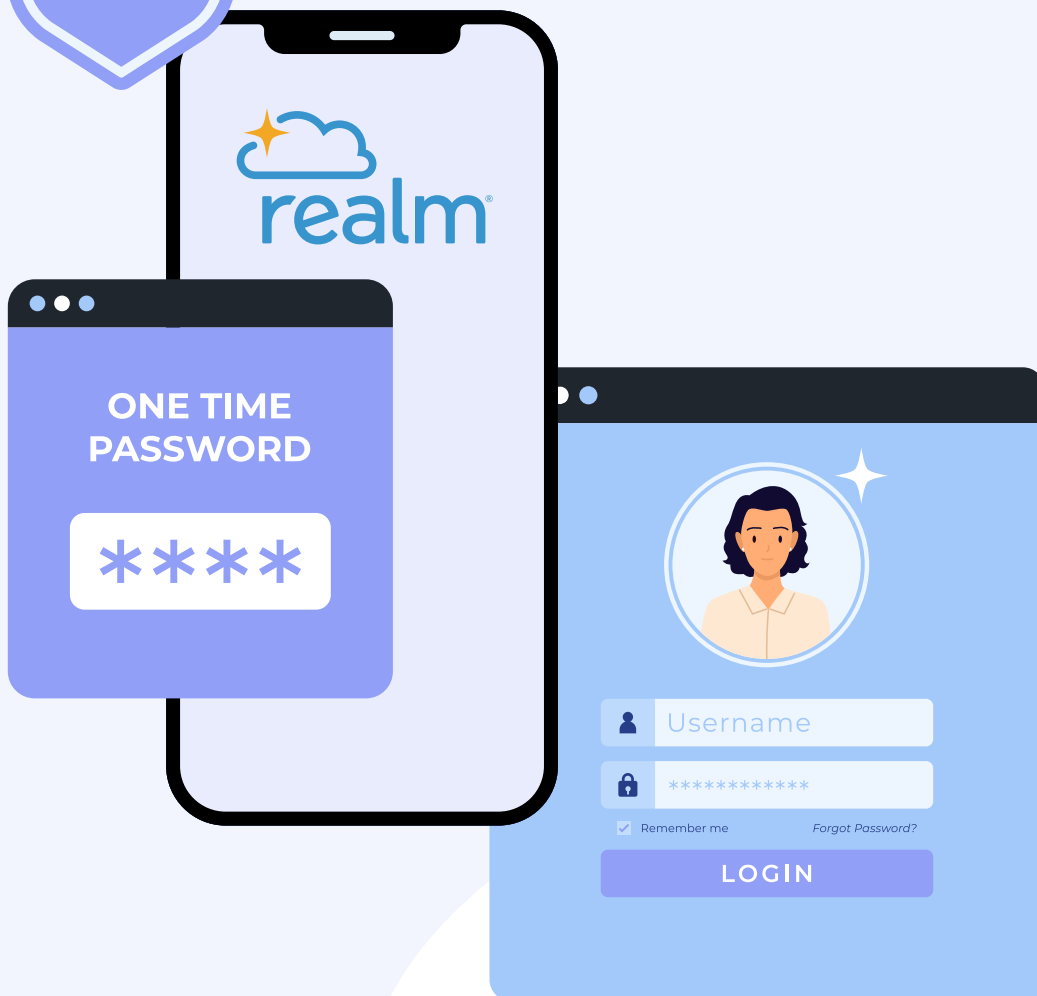 realm®
ONE TIME
PASSWORD
****
Username
************
Remember me
Forgot Password?
LOGIN